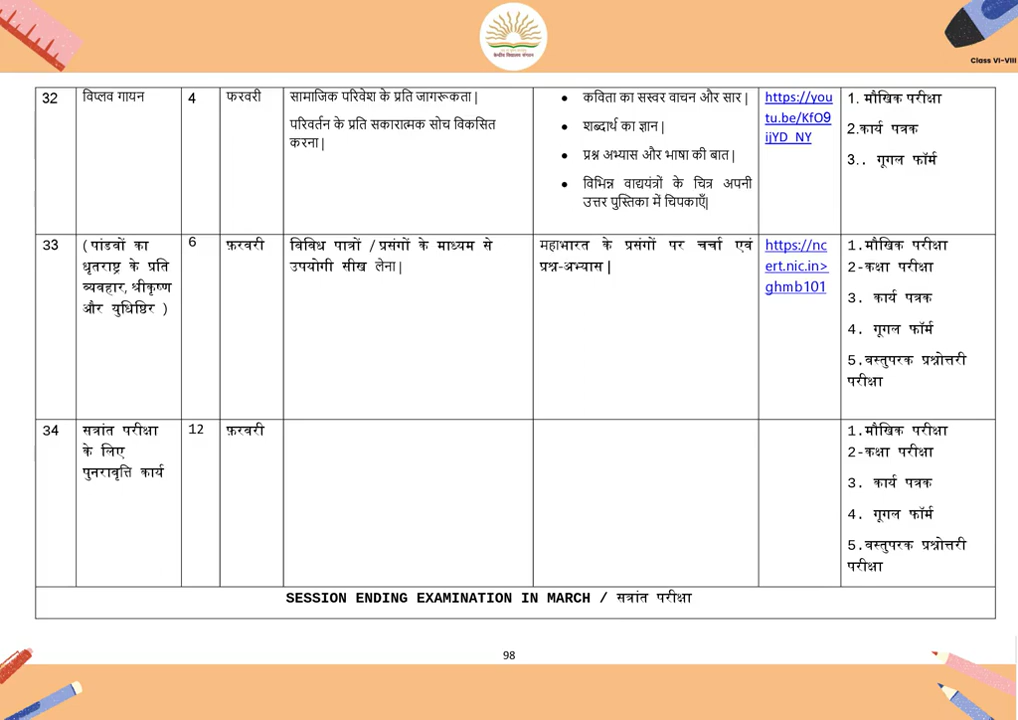 केन्द्रीय विद्यालय संगठन
Class VI-VIII
32
विप्लव गायन
4
फरवरी
सामाजिक परिवेश के प्रति जागरूकता |
परिवर्तन के प्रति सकारात्मक सोच विकसित
करना |
• कविता का सस्वर वाचन और सार |
• शब्दार्थ का ज्ञान |
• प्रश्न अभ्यास और भाषा की बात |
• विभिन्न वाद्ययंत्रों के चित्र अपनी
उत्तर पुस्तिका में चिपकाएँ|
https://you
tu.be/KfO9
ijYD_NY
1. मौखिक परीक्षा
2.कार्य पत्रक
3.. गूगल फॉर्म
33
( पांडवों का
धृतराष्ट्र के प्रति
व्यवहार, श्रीकृष्ण
और युधिष्ठिर )
6
फ़रवरी
विविध पात्रों / प्रसंगों के माध्यम से
उपयोगी सीख लेना |
महाभारत के प्रसंगों पर चर्चा एवं
प्रश्न-अभ्यास |
https://nc
ert.nic.in>
ghmb101
1.मौखिक परीक्षा
2-कक्षा परीक्षा
3. कार्य पत्रक
4. गूगल फॉर्म
5.वस्तुपरक प्रश्नोत्तरी
परीक्षा
34
सत्रांत परीक्षा
के लिए
पुनरावृत्ति कार्य
12
फ़रवरी
1.मौखिक परीक्षा
2-कक्षा परीक्षा
3. कार्य पत्रक
4. गूगल फॉर्म
5.वस्तुपरक प्रश्नोत्तरी
परीक्षा
SESSION ENDING EXAMINATION IN MARCH / सत्रांत परीक्षा
98